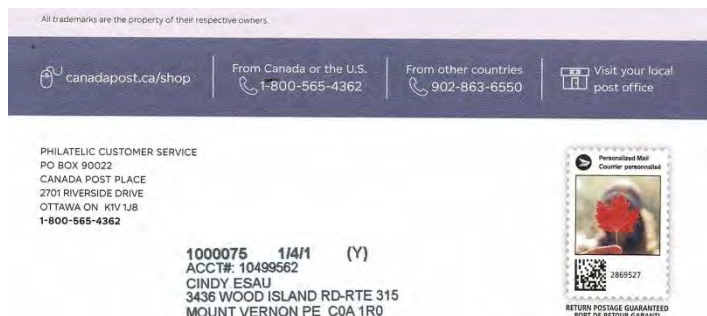 All trademarks are the property of their respective owners.
canadapost.ca/shop
From Canada or the U.S.
1-800-565-4362
From other countries
902-863-6550
Visit your local
post office
PHILATELIC CUSTOMER SERVICE
PO BOX 90022
CANADA POST PLACE
2701 RIVERSIDE DRIVE
OTTAWA ON K1V 1J8
1-800-565-4362
Personalized Mail
Courrier personnalisé
2869527
RETURN POSTAGE GUARANTEED
PORT DE RETOUR GARANTI
1000075 1/4/1 (Y)
ACCT#: 10499562
CINDY ESAU
3436 WOOD ISLAND RD-RTE 315
MOUNT VERNON PE C0A 1R0